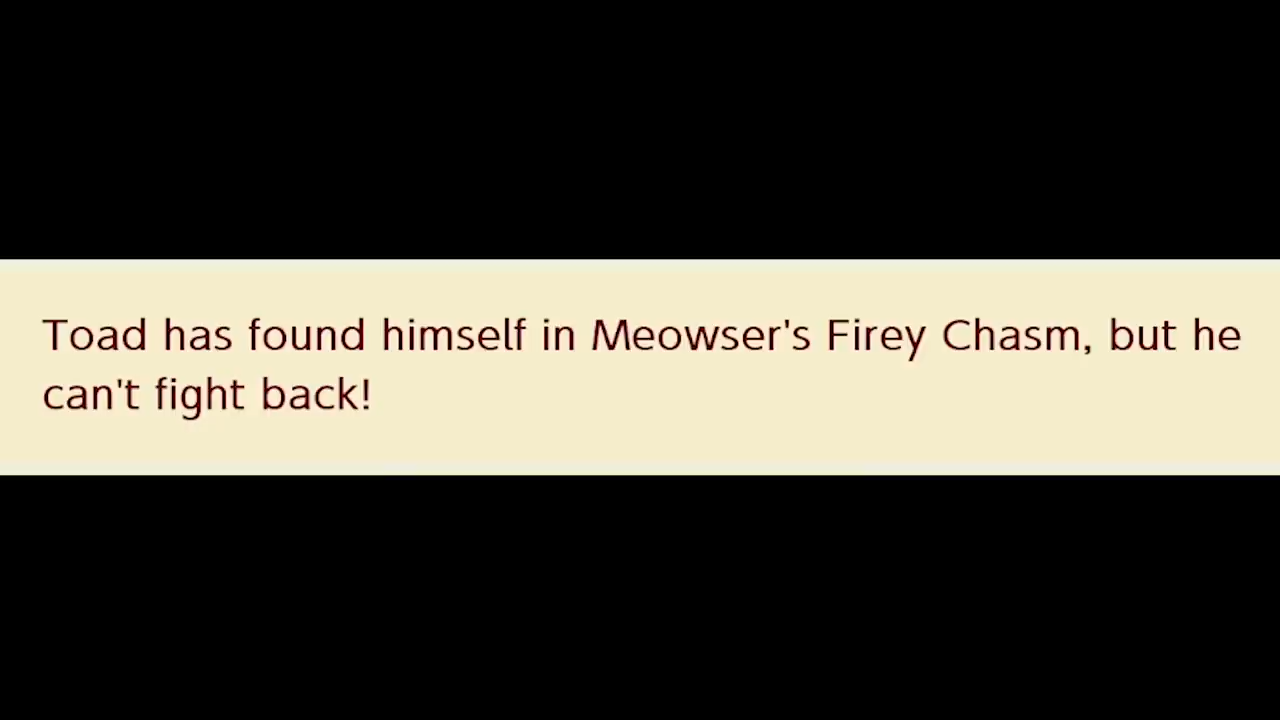 Toad has found himself in Meowser's Firey Chasm, but he
can't fight back!